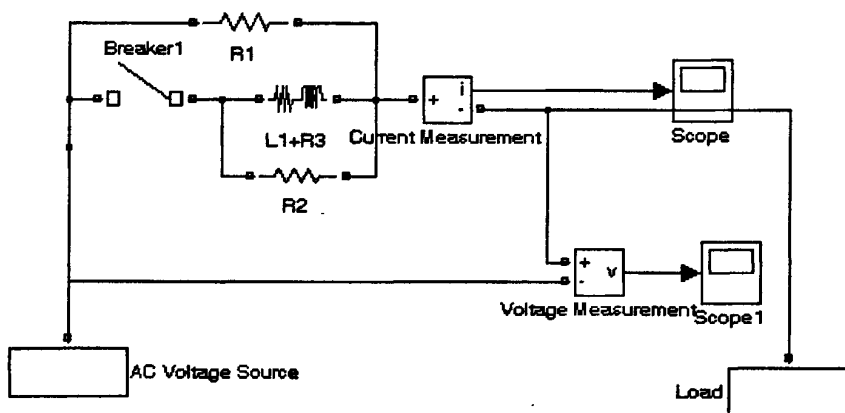 Breaker1
R1
L1+R3
R2
+
i
-
Current Measurement
Scope
+
-
v
Voltage Measurement
Scope1
AC Voltage Source
Load